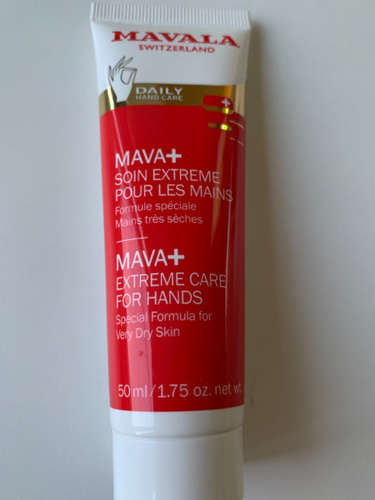 MAVALA
SWITZERLAND
DAILY
HAND CARE
MAVA+
SOIN EXTREME
POUR LES MAINS
Formule spéciale
Mains très sèches
MAVA+
EXTREME CARE
FOR HANDS
Special Formula for
Very Dry Skin
50 ml/1.75 oz. net wt.